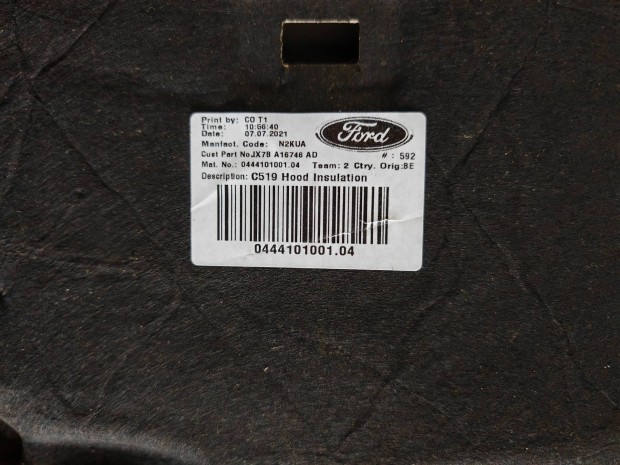 Print by: CO T1
Time: 10:56:40
Date: 07.07.2021
Ford
Manfact. Code: N2KUA
Cust Part No JX7B A16746 AD #: 592
Mat. No.: 0444101001.04 Team: 2 Ctry. Orig: BE
Description: C519 Hood Insulation
0444101001.04